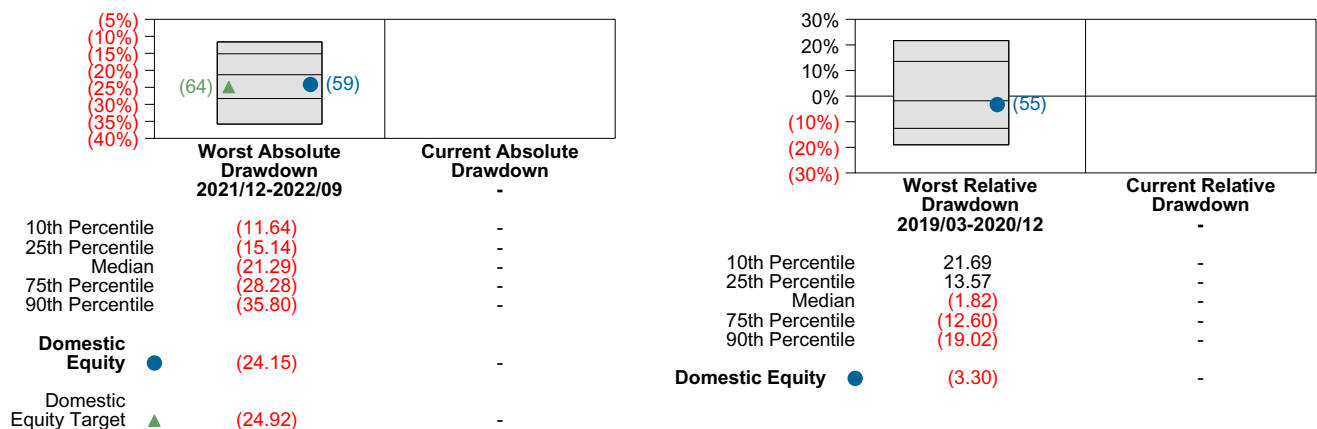 (5%)
(10%)
(15%)
(20%)
(25%)
(30%)
(35%)
(40%)
(64)
(59)
Worst Absolute
Drawdown
2021/12-2022/09
Current Absolute
Drawdown
-
10th Percentile (11.64) -
25th Percentile (15.14) -
Median (21.29) -
75th Percentile (28.28) -
90th Percentile (35.80) -
Domestic
Equity (24.15) -
Domestic
Equity Target (24.92) -
30%
20%
10%
0%
(10%)
(20%)
(30%)
(55)
Worst Relative
Drawdown
2019/03-2020/12
Current Relative
Drawdown
-
10th Percentile 21.69 -
25th Percentile 13.57 -
Median (1.82) -
75th Percentile (12.60) -
90th Percentile (19.02) -
Domestic Equity (3.30) -